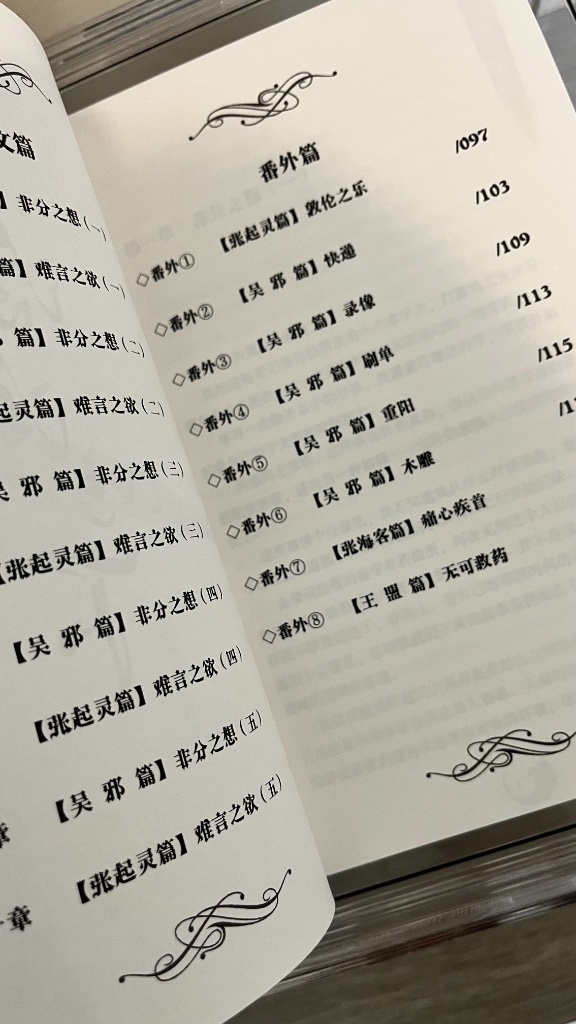 文篇
】非分之想（一）
篇】难言之欲（一）
篇】非分之想（二）
起灵篇】难言之欲（二）
吴 邪 篇】非分之想（三）
【张起灵篇】难言之欲（三）
【吴 邪 篇】非分之想（四）
【张起灵篇】难言之欲（四）
【吴 邪 篇】非分之想（五）
章 【张起灵篇】难言之欲（五）
章
番外篇
◇番外① 【张起灵篇】敦伦之乐 /097
◇番外② 【吴 邪 篇】快递 /103
◇番外③ 【吴 邪 篇】录像 /109
◇番外④ 【吴 邪 篇】刷单 /113
◇番外⑤ 【吴 邪 篇】重阳 /115
◇番外⑥ 【吴 邪 篇】木雕
◇番外⑦ 【张海客篇】痛心疾首
◇番外⑧ 【王 盟 篇】无可救药